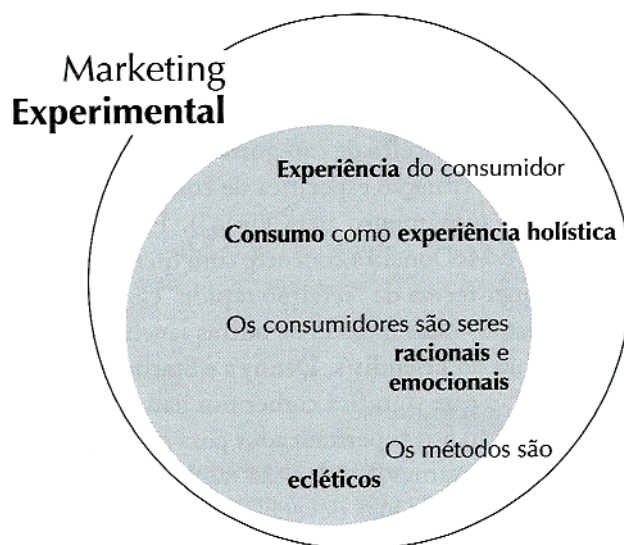 Marketing
Experimental
Experiência do consumidor
Consumo como experiência holística
Os consumidores são seres
racionais e
emocionais
Os métodos são
ecléticos